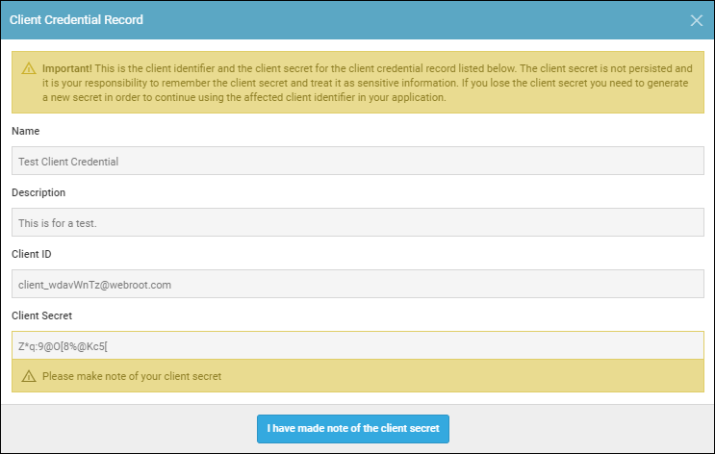 Client Credential Record
Important! This is the client identifier and the client secret for the client credential record listed below. The client secret is not persisted and
it is your responsibility to remember the client secret and treat it as sensitive information. If you lose the client secret you need to generate
a new secret in order to continue using the affected client identifier in your application.
Name
Test Client Credential
Description
This is for a test.
Client ID
client_wdavWnTz@webroot.com
Client Secret
Z*q:9@O[8%@Kc5[
Please make note of your client secret
I have made note of the client secret